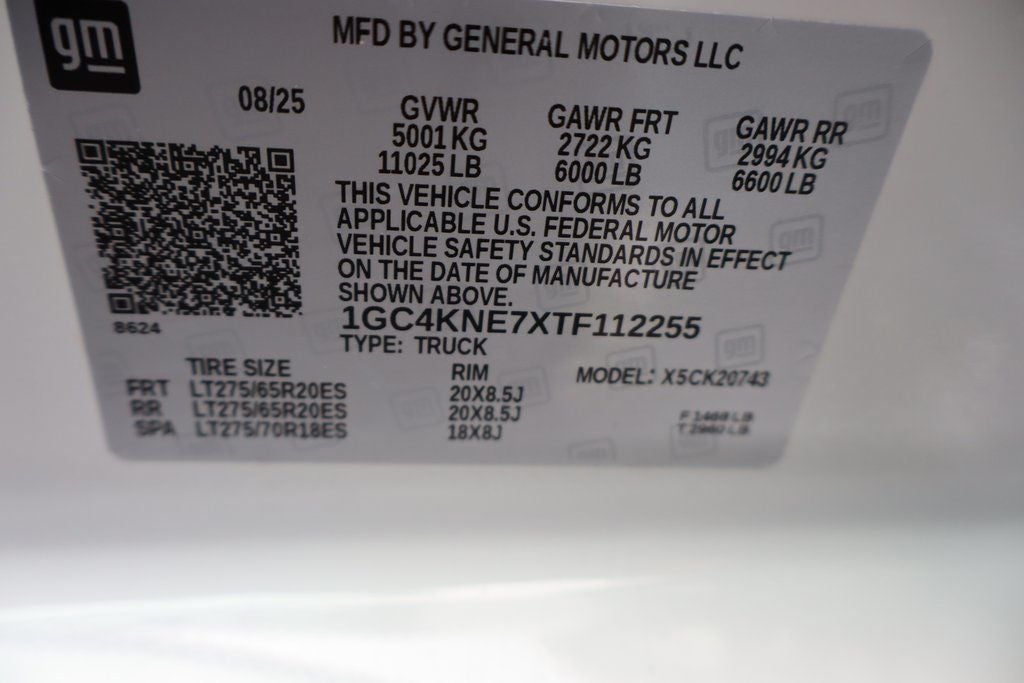 gm
MFD BY GENERAL MOTORS LLC
08/25
GVWR
5001 KG
11025 LB
GAWR FRT
2722 KG
6000 LB
GAWR RR
2994 KG
6600 LB
THIS VEHICLE CONFORMS TO ALL
APPLICABLE U.S. FEDERAL MOTOR
VEHICLE SAFETY STANDARDS IN EFFECT
ON THE DATE OF MANUFACTURE
SHOWN ABOVE.
8624
1GC4KNE7XTF112255
TYPE: TRUCK
TIRE SIZE RIM MODEL: X5CK20743
FRT LT275/65R20ES 20X8.5J
RR LT275/65R20ES 20X8.5J
SPA LT275/70R18ES 18X8J
F LB
T LB